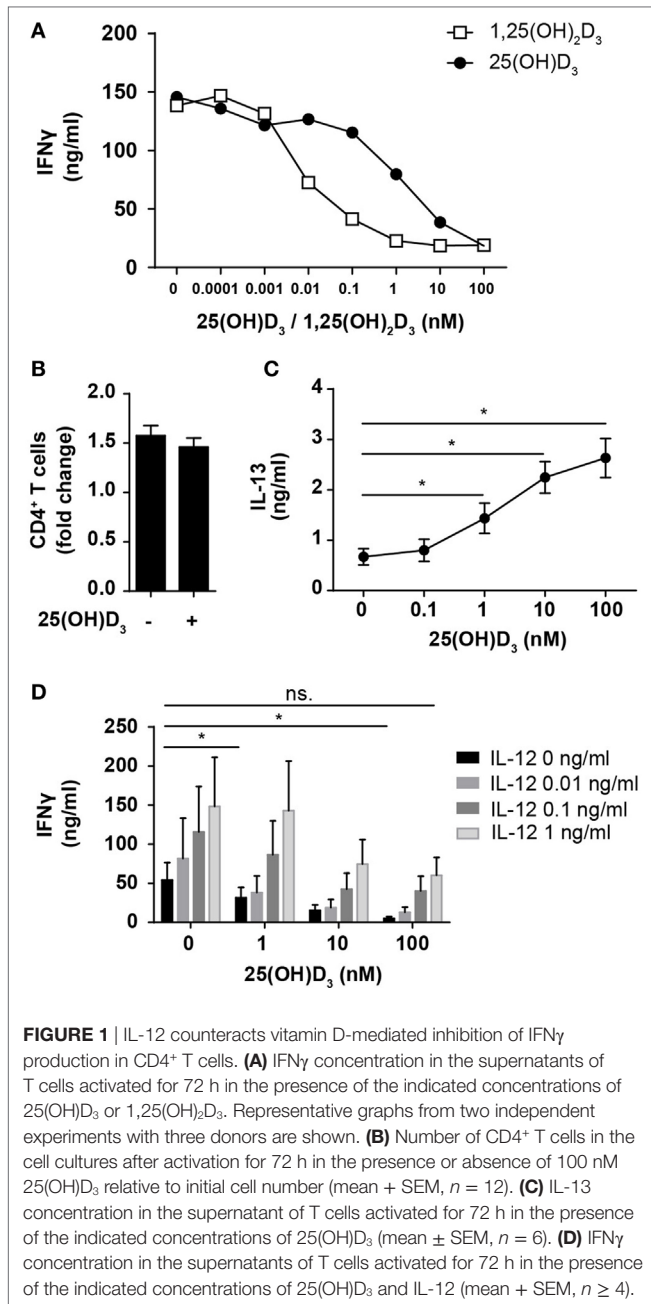 A
1,25(OH)₂D₃
25(OH)D₃
200
150
100
50
0
IFNγ
(ng/ml)
0 0.0001 0.001 0.01 0.1 1 10 100
25(OH)D₃ / 1,25(OH)₂D₃ (nM)
B
2.0
1.5
1.0
0.5
0.0
CD4⁺ T cells
(fold change)
25(OH)D₃ - +
C
4
3
2
1
0
IL-13
(ng/ml)
*
*
*
0 0.1 1 10 100
25(OH)D₃ (nM)
D
ns.
*
*
250
200
150
100
50
0
IFNγ
(ng/ml)
IL-12 0 ng/ml
IL-12 0.01 ng/ml
IL-12 0.1 ng/ml
IL-12 1 ng/ml
0 1 10 100
25(OH)D₃ (nM)
FIGURE 1 | IL-12 counteracts vitamin D-mediated inhibition of IFNγ
production in CD4⁺ T cells. (A) IFNγ concentration in the supernatants of
T cells activated for 72 h in the presence of the indicated concentrations of
25(OH)D₃ or 1,25(OH)₂D₃. Representative graphs from two independent
experiments with three donors are shown. (B) Number of CD4⁺ T cells in the
cell cultures after activation for 72 h in the presence or absence of 100 nM
25(OH)D₃ relative to initial cell number (mean + SEM, n = 12). (C) IL-13
concentration in the supernatant of T cells activated for 72 h in the presence
of the indicated concentrations of 25(OH)D₃ (mean ± SEM, n = 6). (D) IFNγ
concentration in the supernatants of T cells activated for 72 h in the presence
of the indicated concentrations of 25(OH)D₃ and IL-12 (mean + SEM, n ≥ 4).